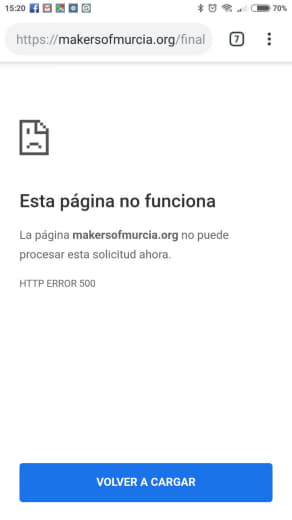 15:20
70%
https://makersofmurcia.org/final
7
Esta página no funciona
La página makersofmurcia.org no puede
procesar esta solicitud ahora.
HTTP ERROR 500
VOLVER A CARGAR